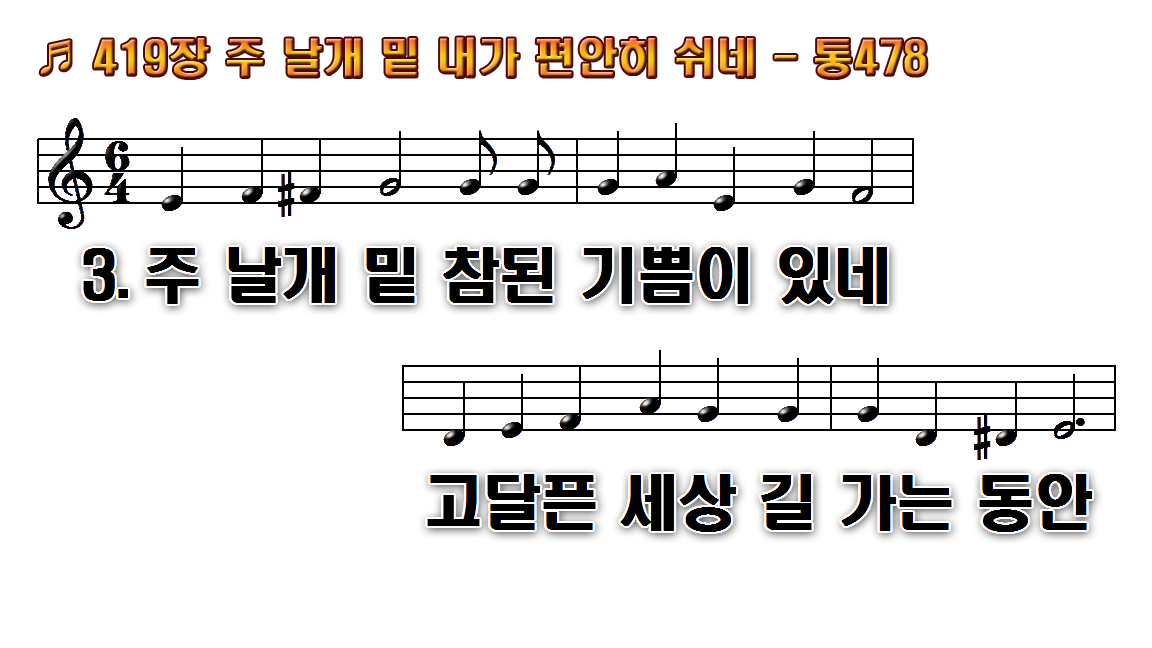 ♬ 419장 주 날개 밑 내가 편안히 쉬네 - 통478
6
4
3. 주 날개 밑 참된 기쁨이 있네
고달픈 세상 길 가는 동안